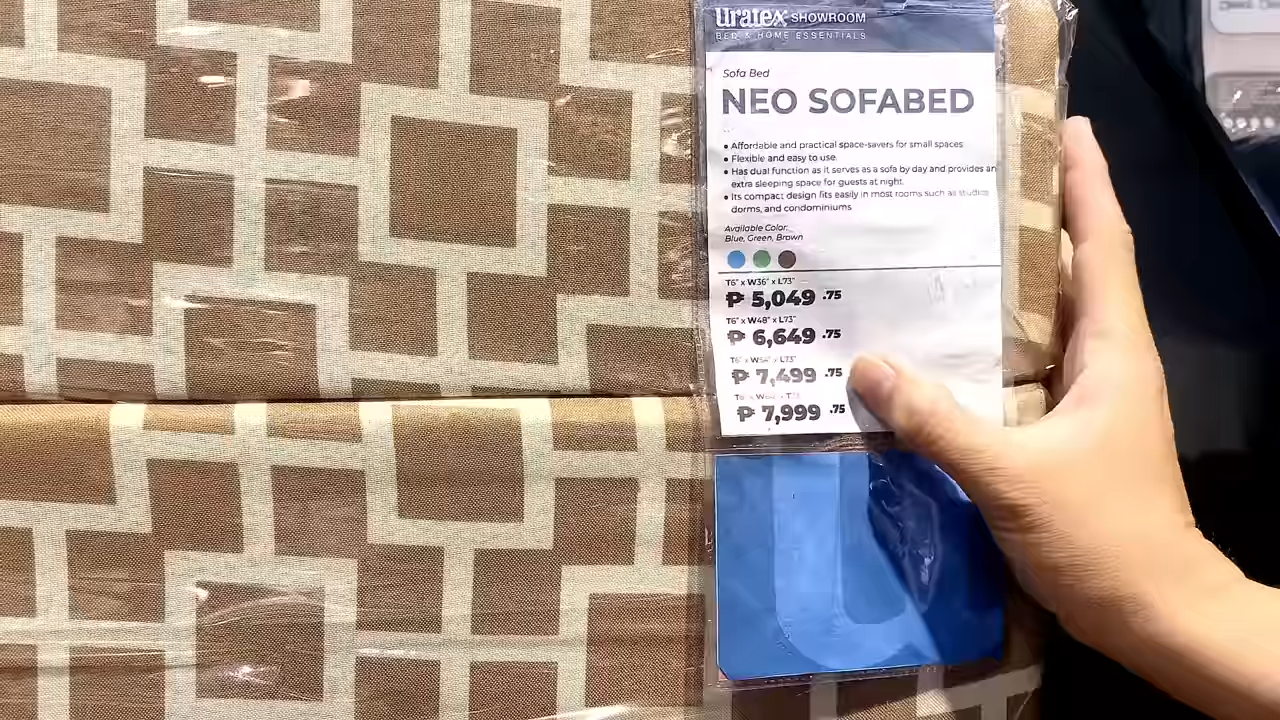 uratex SHOWROOM
BED & HOME ESSENTIALS
Sofa Bed
NEO SOFABED
• Affordable and practical space-savers for small spaces
• Flexible and easy to use
• Has dual function as it serves as a sofa by day and provides an
extra sleeping space for guests at night.
• Its compact design fits easily in most rooms such as studios
dorms, and condominiums
Available Color:
Blue, Green, Brown
T6" x W36" x L73"
₱ 5,049 .75
T6" x W48" x L73"
₱ 6,649 .75
T6" x W54" x L73"
₱ 7,499 .75
₱ 7,999 .75